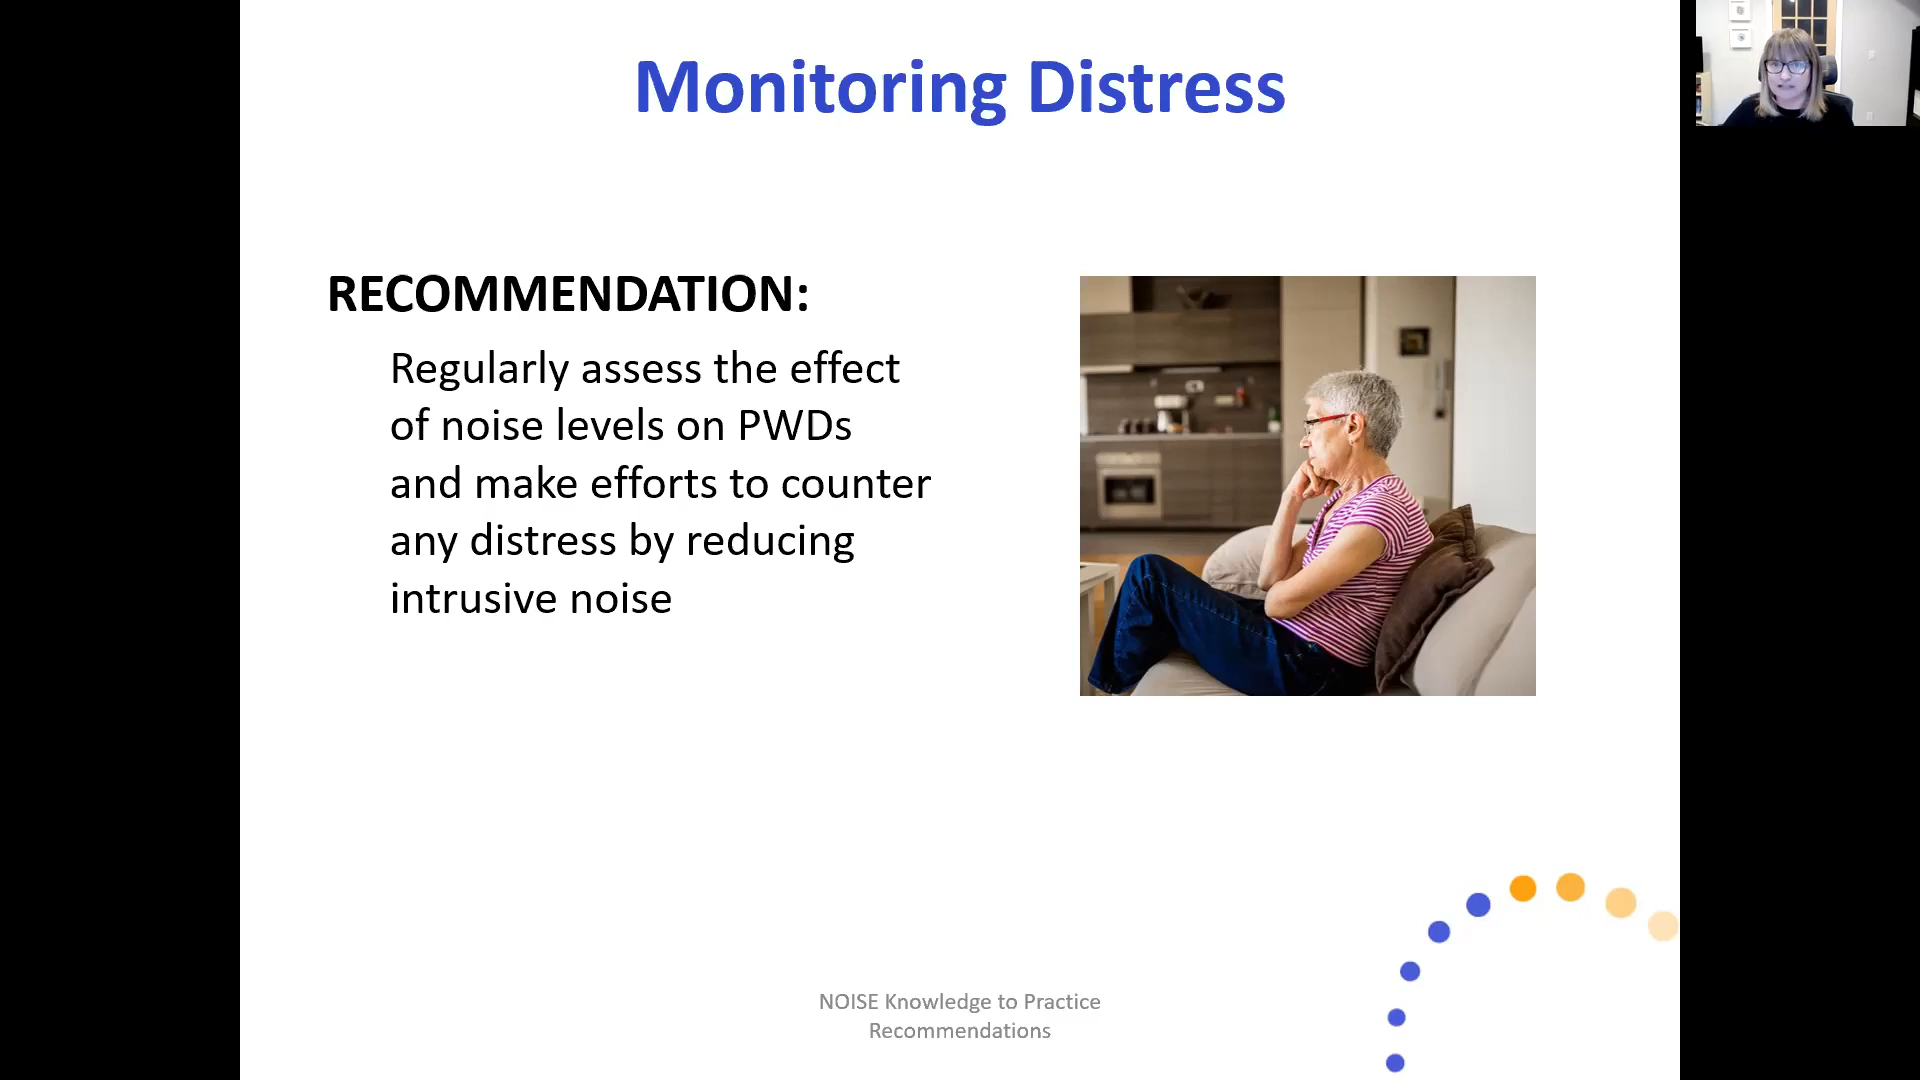 Monitoring Distress
RECOMMENDATION:
Regularly assess the effect
of noise levels on PWDs
and make efforts to counter
any distress by reducing
intrusive noise
NOISE Knowledge to Practice
Recommendations